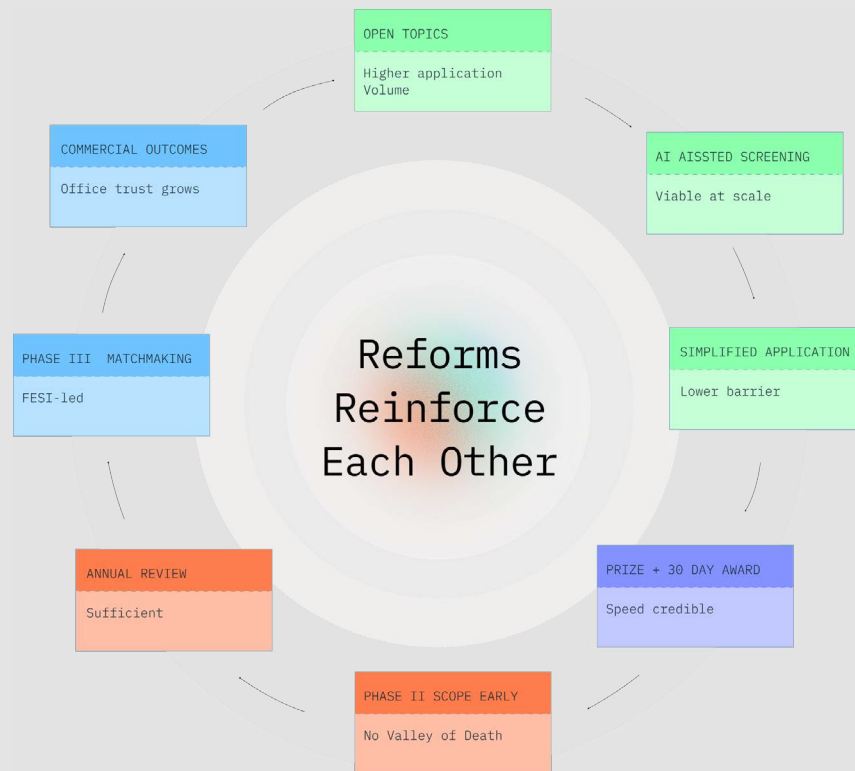 OPEN TOPICS
Higher application
Volume
AI AISSTED SCREENING
Viable at scale
SIMPLIFIED APPLICATION
Lower barrier
PRIZE + 30 DAY AWARD
Speed credible
PHASE II SCOPE EARLY
No Valley of Death
ANNUAL REVIEW
Sufficient
PHASE III  MATCHMAKING
FESI-led
COMMERCIAL OUTCOMES
Office trust grows
Reforms
Reinforce
Each Other